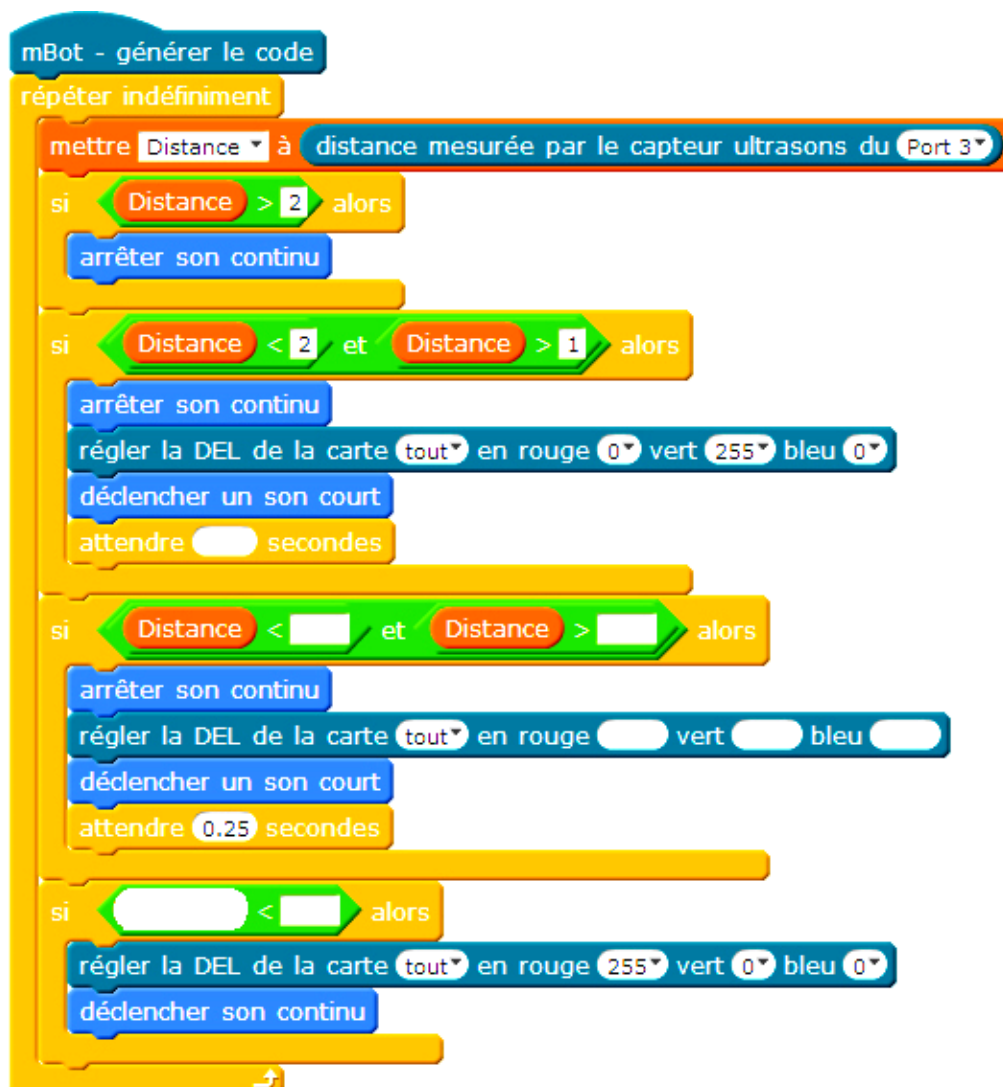 mBot - générer le code
répéter indéfiniment
mettre Distance à distance mesurée par le capteur ultrasons du Port 3
si Distance > 2 alors
arrêter son continu
si Distance < 2 et Distance > 1 alors
arrêter son continu
régler la DEL de la carte tout en rouge 0 vert 255 bleu 0
déclencher un son court
attendre secondes
si Distance < et Distance > alors
arrêter son continu
régler la DEL de la carte tout en rouge vert bleu
déclencher un son court
attendre 0.25 secondes
si < alors
régler la DEL de la carte tout en rouge 255 vert 0 bleu 0
déclencher son continu